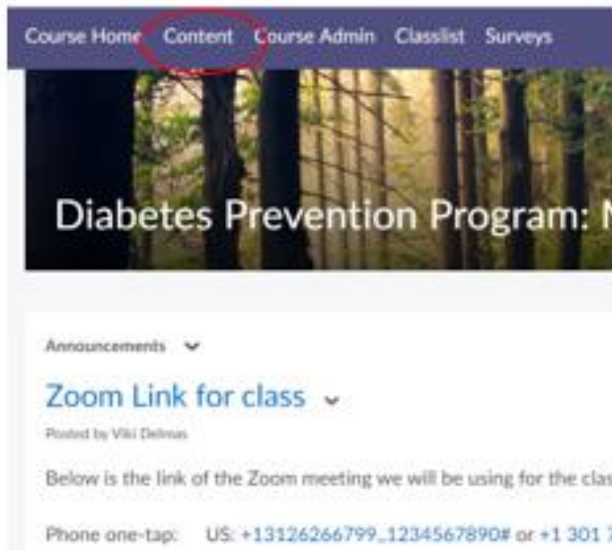 Course Home Content Course Admin Classlist Surveys
Diabetes Prevention Program:
Announcements
Zoom Link for class
Posted by Viki Delmas
Below is the link of the Zoom meeting we will be using for the
Phone one-tap: US: +13126266799,,1234567890# or +1 301